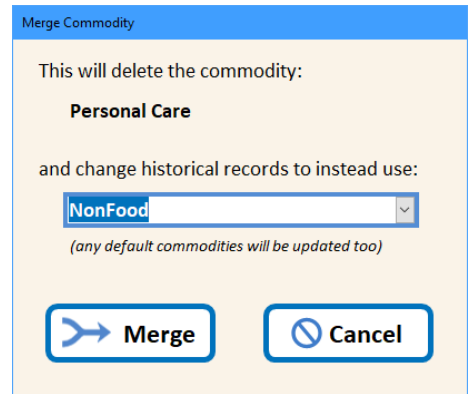 Merge Commodity
This will delete the commodity:
Personal Care
and change historical records to instead use:
NonFood
(any default commodities will be updated too)
Merge
Cancel